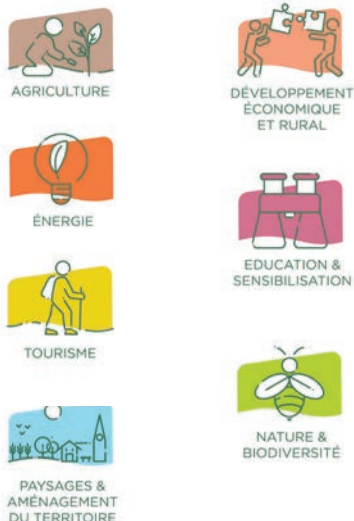 AGRICULTURE
ÉNERGIE
TOURISME
PAYSAGES &
AMÉNAGEMENT
DU TERRITOIRE
DÉVELOPPEMENT
ÉCONOMIQUE
ET RURAL
EDUCATION &
SENSIBILISATION
NATURE &
BIODIVERSITÉ